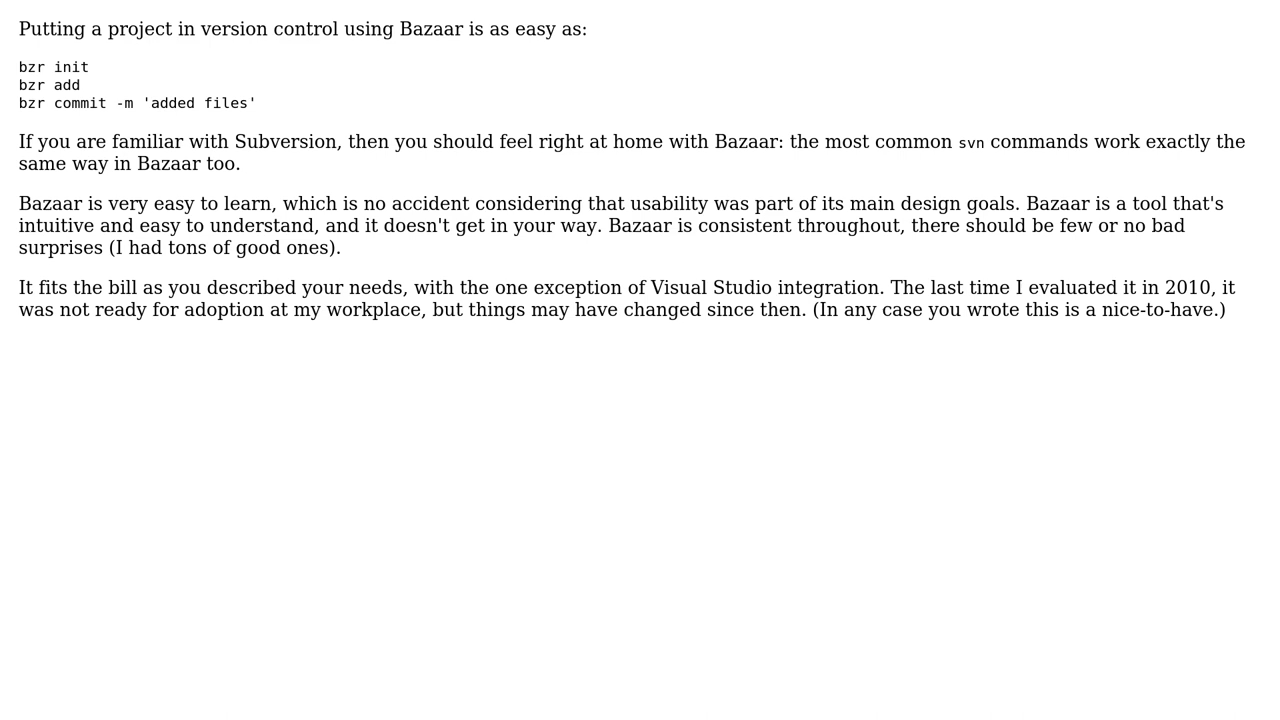 Putting a project in version control using Bazaar is as easy as:
bzr init
bzr add
bzr commit -m 'added files'
If you are familiar with Subversion, then you should feel right at home with Bazaar: the most common svn commands work exactly the
same way in Bazaar too.
Bazaar is very easy to learn, which is no accident considering that usability was part of its main design goals. Bazaar is a tool that's
intuitive and easy to understand, and it doesn't get in your way. Bazaar is consistent throughout, there should be few or no bad
surprises (I had tons of good ones).
It fits the bill as you described your needs, with the one exception of Visual Studio integration. The last time I evaluated it in 2010, it
was not ready for adoption at my workplace, but things may have changed since then. (In any case you wrote this is a nice-to-have.)